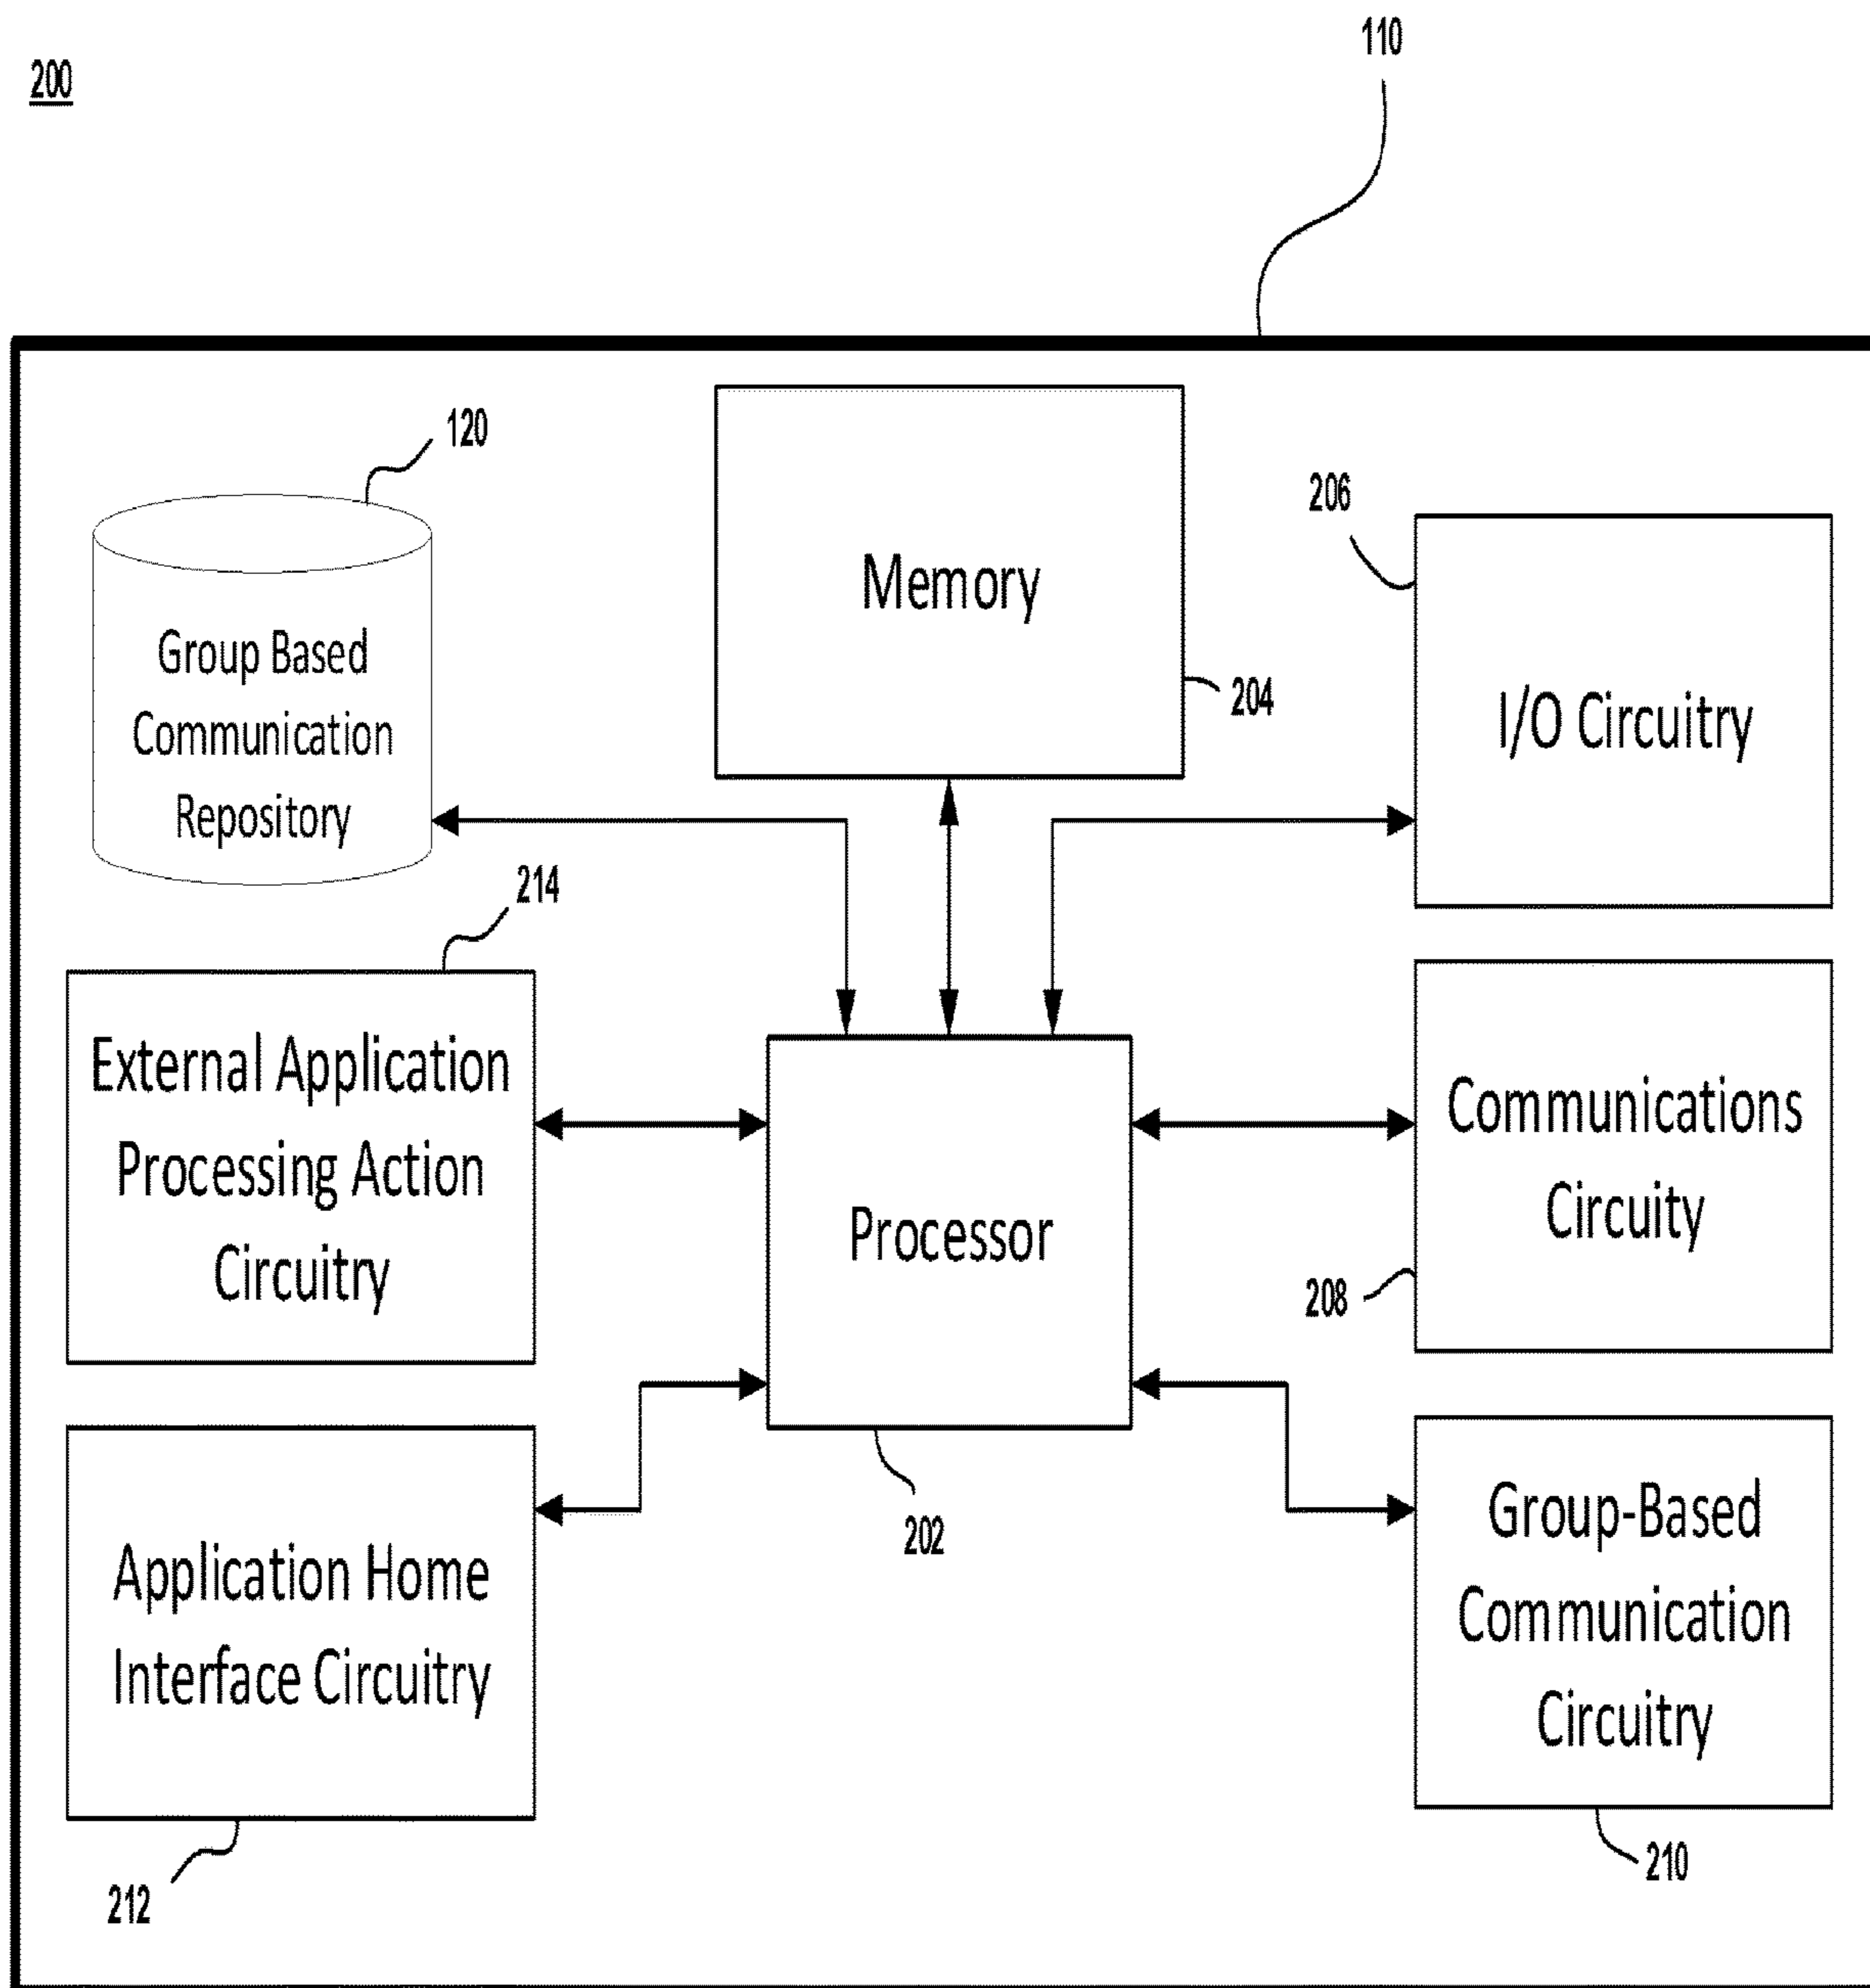 200
110
120
Group Based
Communication
Repository
Memory
204
206
I/O Circuitry
214
External Application
Processing Action
Circuitry
Processor
202
Communications
Circuity
208
Application Home
Interface Circuitry
212
Group-Based
Communication
Circuitry
210